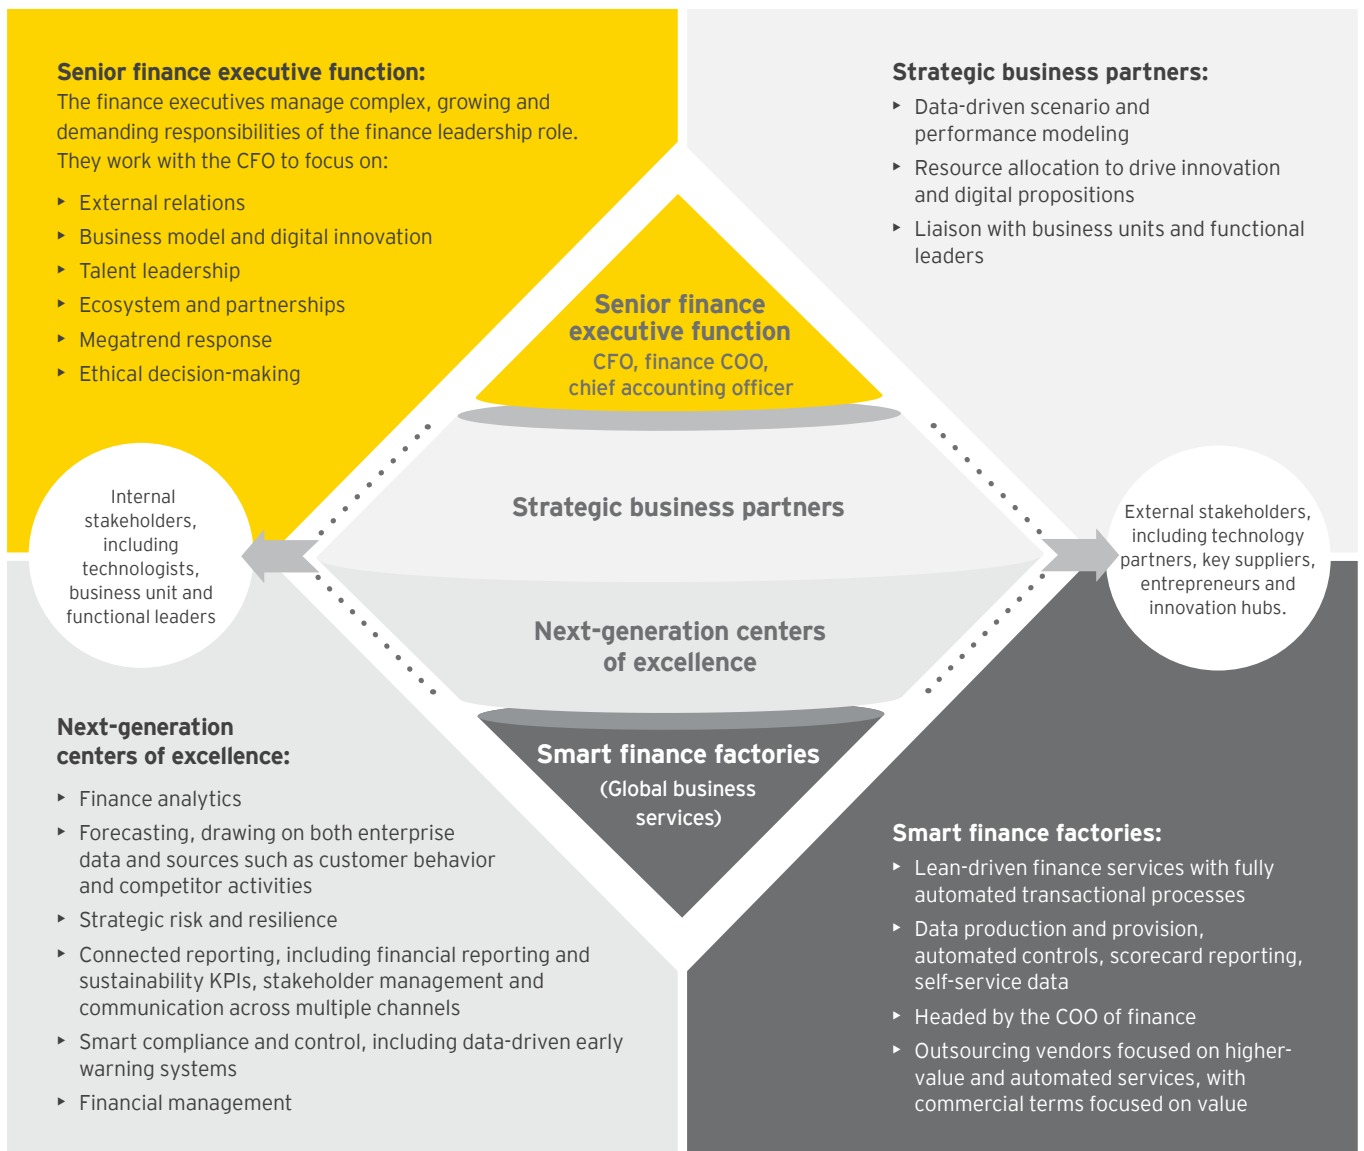 Senior finance executive function:
The finance executives manage complex, growing and
demanding responsibilities of the finance leadership role.
They work with the CFO to focus on:
‣ External relations
‣ Business model and digital innovation
‣ Talent leadership
‣ Ecosystem and partnerships
‣ Megatrend response
‣ Ethical decision-making
Strategic business partners:
‣ Data-driven scenario and
performance modeling
‣ Resource allocation to drive innovation
and digital propositions
‣ Liaison with business units and functional
leaders
Senior finance
executive function
CFO, finance COO,
chief accounting officer
Strategic business partners
Next-generation centers
of excellence
Smart finance factories
(Global business
services)
Internal
stakeholders,
including
technologists,
business unit and
functional leaders
External stakeholders,
including technology
partners, key suppliers,
entrepreneurs and
innovation hubs.
Next-generation
centers of excellence:
‣ Finance analytics
‣ Forecasting, drawing on both enterprise
data and sources such as customer behavior
and competitor activities
‣ Strategic risk and resilience
‣ Connected reporting, including financial reporting and
sustainability KPIs, stakeholder management and
communication across multiple channels
‣ Smart compliance and control, including data-driven early
warning systems
‣ Financial management
Smart finance factories:
‣ Lean-driven finance services with fully
automated transactional processes
‣ Data production and provision,
automated controls, scorecard reporting,
self-service data
‣ Headed by the COO of finance
‣ Outsourcing vendors focused on higher-
value and automated services, with
commercial terms focused on value